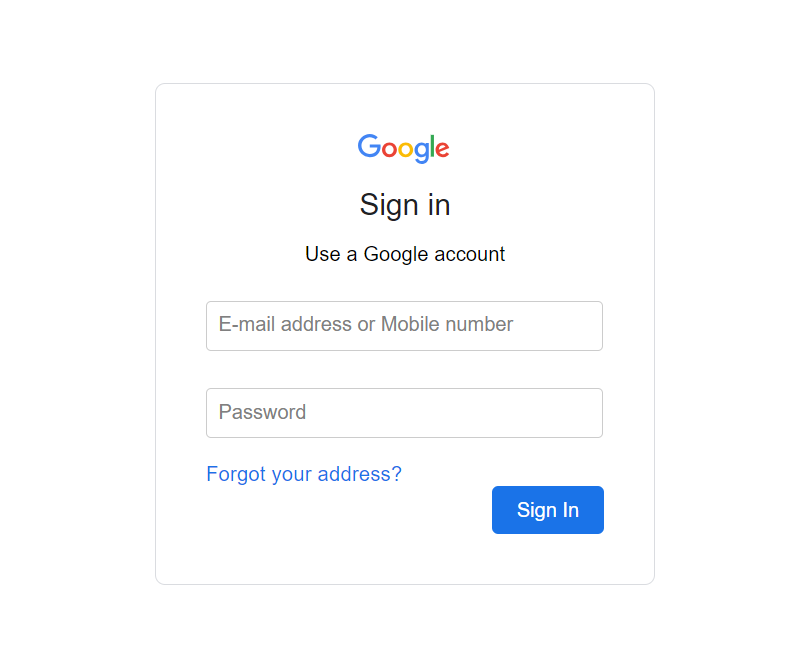 Google
Sign in
Use a Google account
E-mail address or Mobile number
Password
Forgot your address?
Sign In